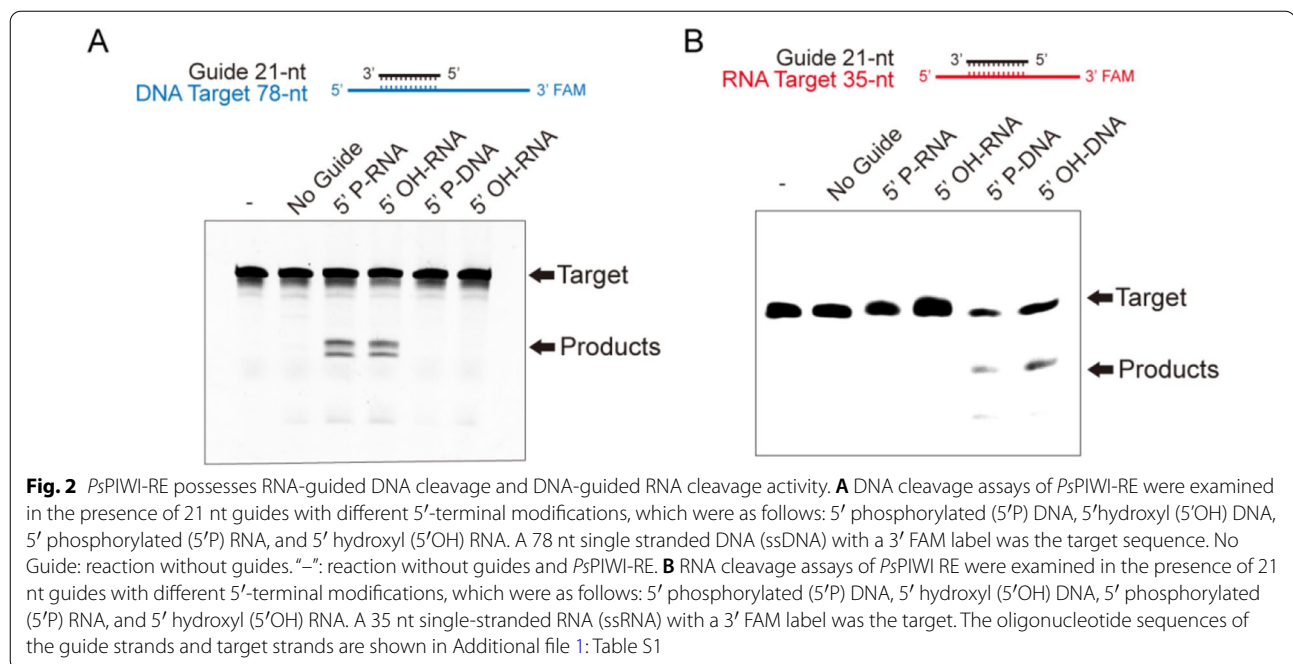 A
Guide 21-nt 3' 5'
DNA Target 78-nt 5' 3' FAM
- No Guide 5' P-RNA 5' OH-RNA 5' P-DNA 5' OH-RNA
Target
Products
B
Guide 21-nt 3' 5'
RNA Target 35-nt 5' 3' FAM
- No Guide 5' P-RNA 5' OH-RNA 5' P-DNA 5' OH-DNA
Target
Products
Fig. 2 PsPIWI-RE possesses RNA-guided DNA cleavage and DNA-guided RNA cleavage activity. A DNA cleavage assays of PsPIWI-RE were examined
in the presence of 21 nt guides with different 5′-terminal modifications, which were as follows: 5′ phosphorylated (5′P) DNA, 5′hydroxyl (5′OH) DNA,
5′ phosphorylated (5′P) RNA, and 5′ hydroxyl (5′OH) RNA. A 78 nt single stranded DNA (ssDNA) with a 3′ FAM label was the target sequence. No
Guide: reaction without guides. “–”: reaction without guides and PsPIWI-RE. B RNA cleavage assays of PsPIWI RE were examined in the presence of 21
nt guides with different 5′-terminal modifications, which were as follows: 5′ phosphorylated (5′P) DNA, 5′ hydroxyl (5′OH) DNA, 5′ phosphorylated
(5′P) RNA, and 5′ hydroxyl (5′OH) RNA. A 35 nt single-stranded RNA (ssRNA) with a 3′ FAM label was the target. The oligonucleotide sequences of
the guide strands and target strands are shown in Additional file 1: Table S1